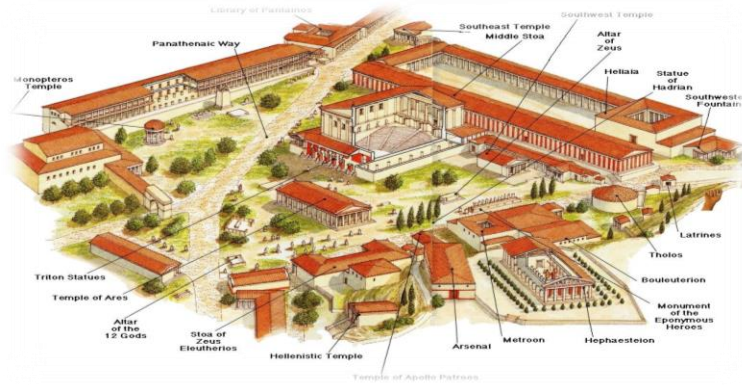 Library of Pantainos
Southeast Temple
Southwest Temple
Middle Stoa
Panathenaic Way
Altar
of
Zeus
Heliaia
Statue
of
Hadrian
Monopteros
Temple
Southwestern
Fountain
Latrines
Tholos
Triton Statues
Bouleuterion
Temple of Ares
Altar
of the
12 Gods
Stoa of
Zeus
Eleutherios
Monument
of the
Eponymous
Heroes
Hellenistic Temple
Arsenal
Metroon
Hephaesteion
Temple of Apollo Patroos